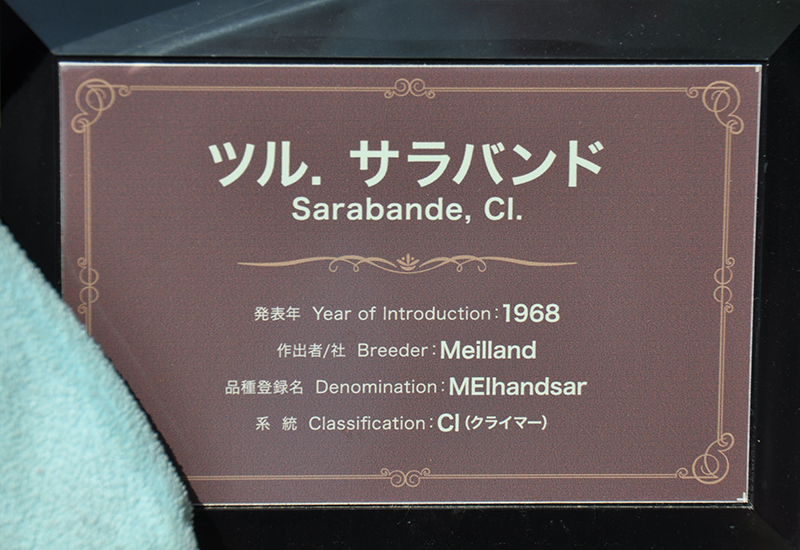 ツル. サラバンド
Sarabande, Cl.
発表年 Year of Introduction:1968
作出者/社 Breeder:Meilland
品種登録名 Denomination:MEIhandsar
系 統 Classification:Cl(クライマー)